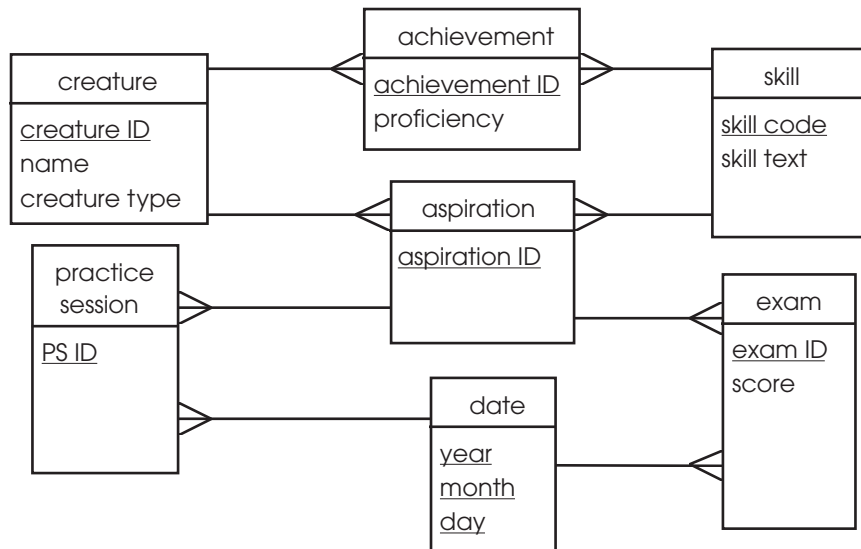 creature
creature ID
name
creature type
achievement
achievement ID
proficiency
skill
skill code
skill text
aspiration
aspiration ID
practice
session
PS ID
exam
exam ID
score
date
year
month
day